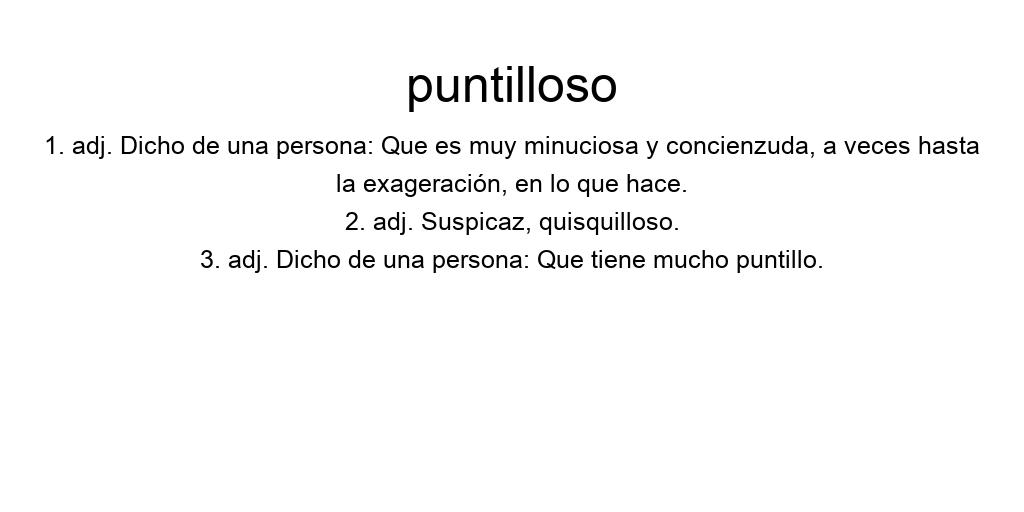 puntilloso
1. adj. Dicho de una persona: Que es muy minuciosa y concienzuda, a veces hasta
la exageración, en lo que hace.
2. adj. Suspicaz, quisquilloso.
3. adj. Dicho de una persona: Que tiene mucho puntillo.